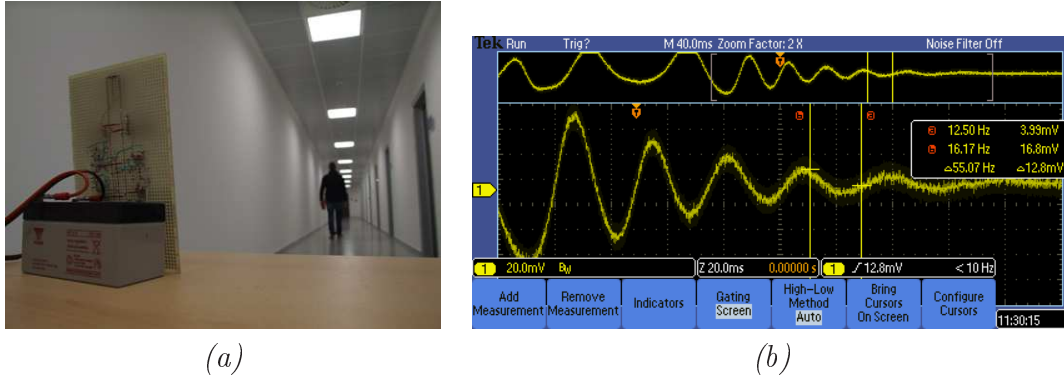 Tek Run Trig? M 40.0ms Zoom Factor: 2 X Noise Filter Off
a 12.50 Hz 3.99mV
b 16.17 Hz 16.8mV
△55.07 Hz △12.8mV
1
1 20.0mV BW Z 20.0ms 0.00000 s 1 ∫ 12.8mV < 10 Hz
Add Measurement
Remove Measurement
Indicators
Gating Screen
High-Low Method Auto
Bring Cursors On Screen
Configure Cursors
11:30:15
(a) (b)